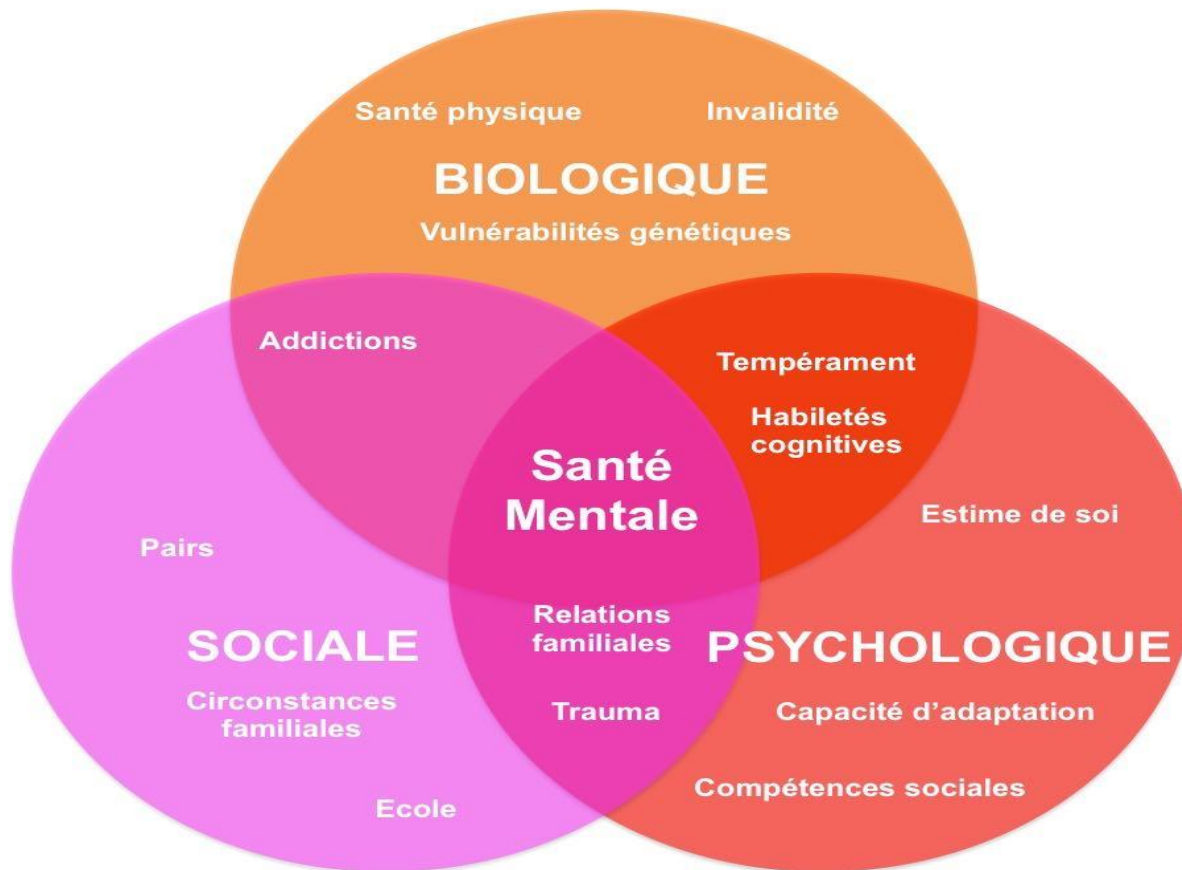 Santé physique
Invalidité
BIOLOGIQUE
Vulnérabilités génétiques
Addictions
Tempérament
Habiletés
cognitives
Santé
Mentale
Estime de soi
Pairs
Relations
familiales
SOCIALE
PSYCHOLOGIQUE
Circonstances
familiales
Trauma
Capacité d’adaptation
Compétences sociales
Ecole